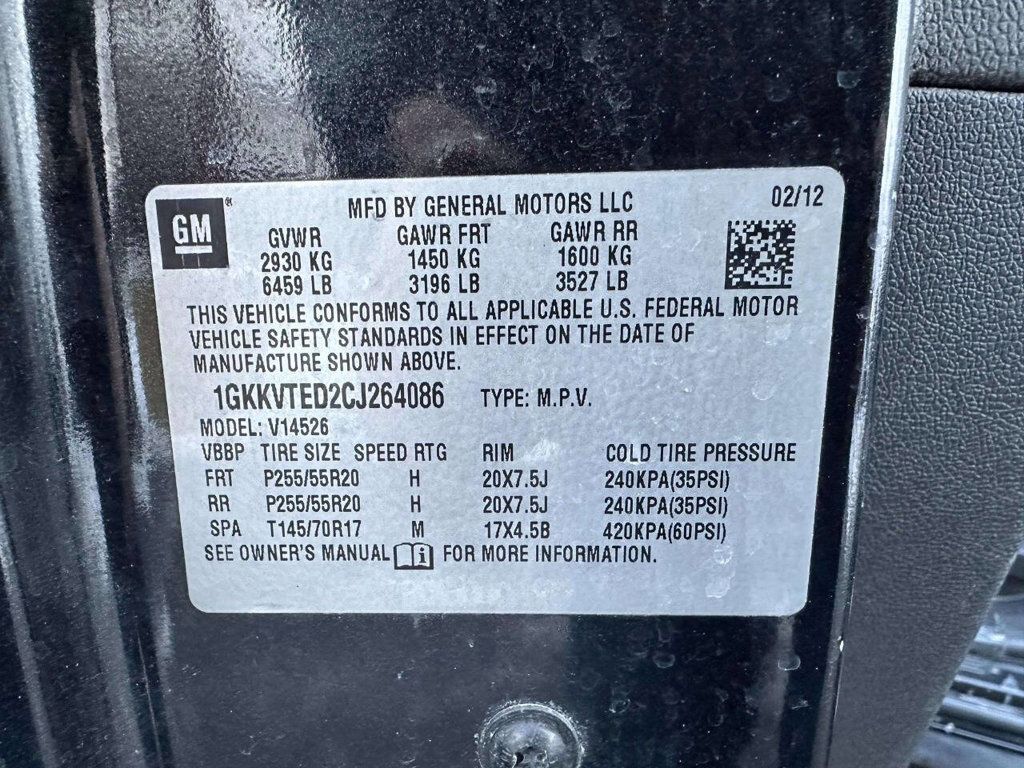 GM ® MFD BY GENERAL MOTORS LLC 02/12
GVWR GAWR FRT GAWR RR
2930 KG 1450 KG 1600 KG
6459 LB 3196 LB 3527 LB
THIS VEHICLE CONFORMS TO ALL APPLICABLE U.S. FEDERAL MOTOR
VEHICLE SAFETY STANDARDS IN EFFECT ON THE DATE OF
MANUFACTURE SHOWN ABOVE.
1GKKVTED2CJ264086 TYPE: M.P.V.
MODEL: V14526
VBBP TIRE SIZE SPEED RTG RIM COLD TIRE PRESSURE
FRT P255/55R20 H 20X7.5J 240KPA(35PSI)
RR P255/55R20 H 20X7.5J 240KPA(35PSI)
SPA T145/70R17 M 17X4.5B 420KPA(60PSI)
SEE OWNER'S MANUAL i FOR MORE INFORMATION.